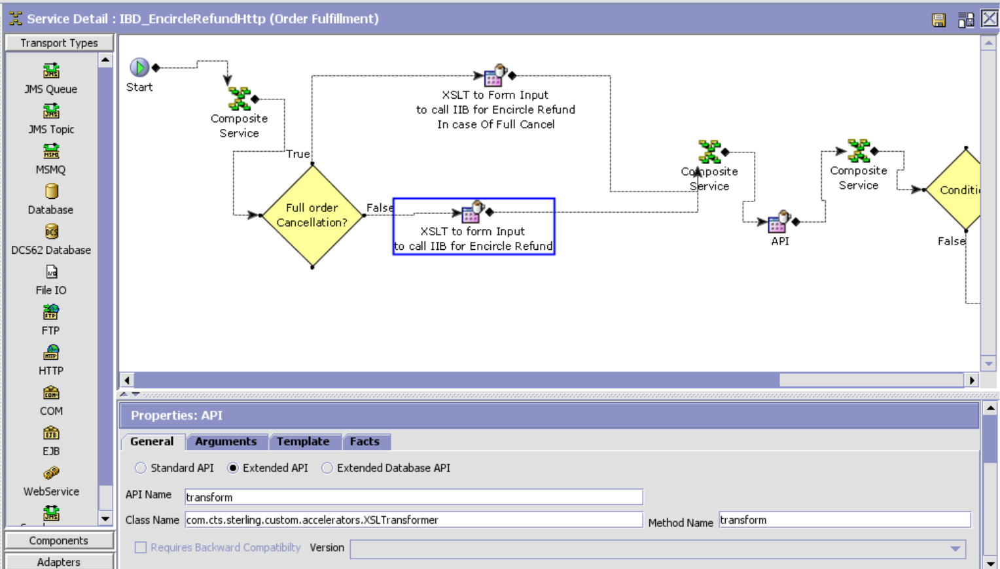 Service Detail : IBD_EncircleRefundHttp (Order Fulfillment)
Transport Types
JMS Queue
JMS Topic
MSMQ
Database
DCS62 Database
File IO
FTP
HTTP
COM
EJB
WebService
Components
Adapters
Start
Composite
Service
True
Full order
Cancellation?
False
XSLT to Form Input
to call IIB for Encircle Refund
In case Of Full Cancel
XSLT to form Input
to call IIB for Encircle Refund
Composite
Service
API
Composite
Service
Conditi
False
Properties: API
General Arguments Template Facts
Standard API Extended API Extended Database API
API Name transform
Class Name com.cts.sterling.custom.accelerators.XSLTransformer Method Name transform
Requires Backward Compatibilty Version